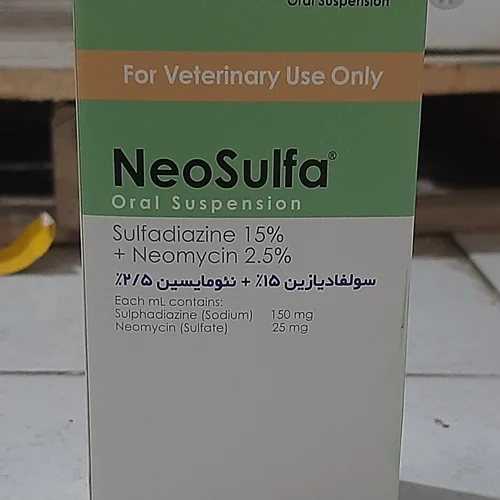 Oral Suspension
For Veterinary Use Only
NeoSulfa®
Oral Suspension
Sulfadiazine 15%
+ Neomycin 2.5%
سولفادیازین ۱۵٪ + نئومایسین ۲/۵٪
Each mL contains:
Sulphadiazine (Sodium) 150 mg
Neomycin (Sulfate) 25 mg